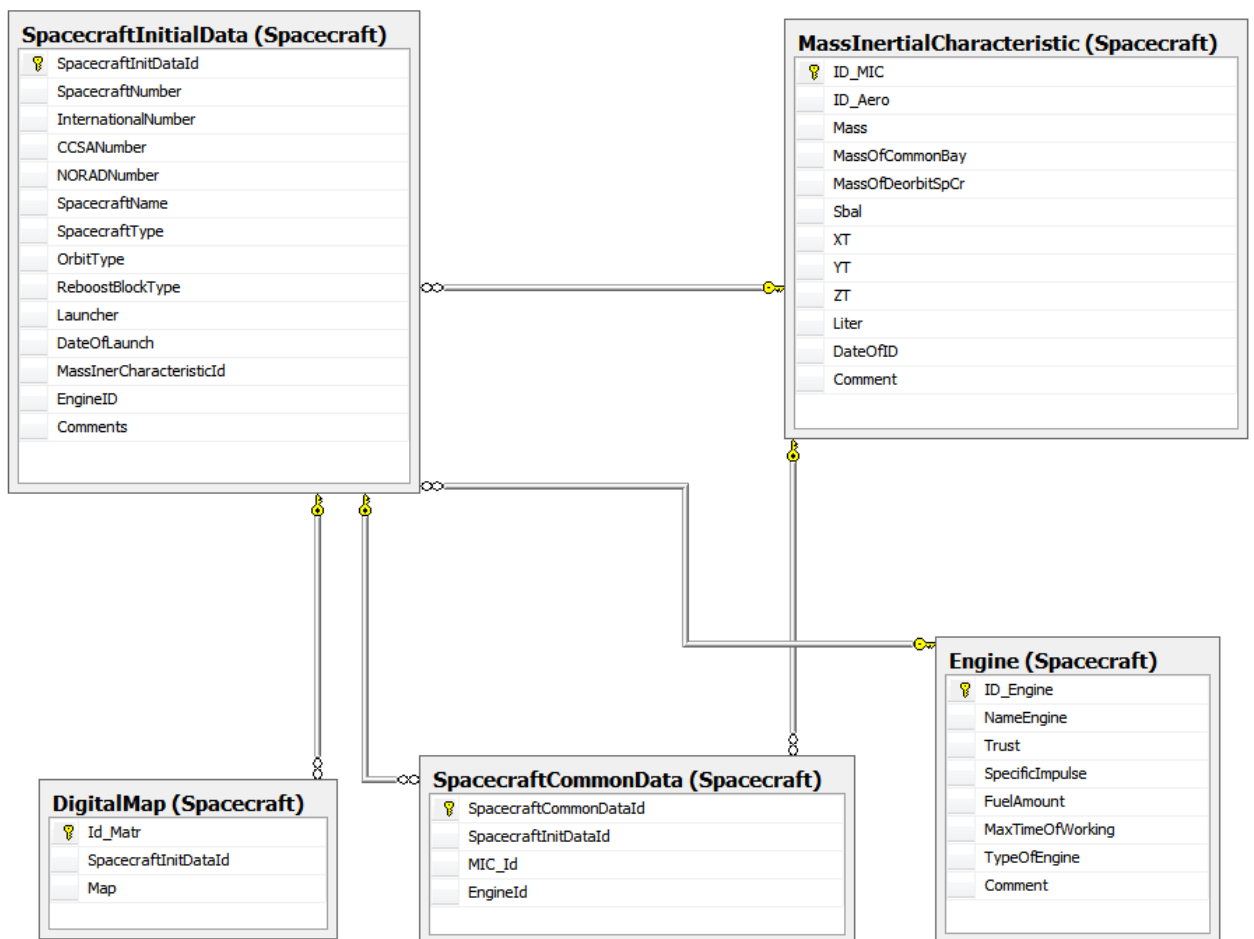 SpacecraftInitialData (Spacecraft)
SpacecraftInitDataId
SpacecraftNumber
InternationalNumber
CCSANumber
NORADNumber
SpacecraftName
SpacecraftType
OrbitType
ReboostBlockType
Launcher
DateOfLaunch
MassInerCharacteristicId
EngineID
Comments
MassInertialCharacteristic (Spacecraft)
ID_MIC
ID_Aero
Mass
MassOfCommonBay
MassOfDeorbitSpCr
Sbal
XT
YT
ZT
Liter
DateOfID
Comment
DigitalMap (Spacecraft)
Id_Matr
SpacecraftInitDataId
Map
SpacecraftCommonData (Spacecraft)
SpacecraftCommonDataId
SpacecraftInitDataId
MIC_Id
EngineId
Engine (Spacecraft)
ID_Engine
NameEngine
Trust
SpecificImpulse
FuelAmount
MaxTimeOfWorking
TypeOfEngine
Comment